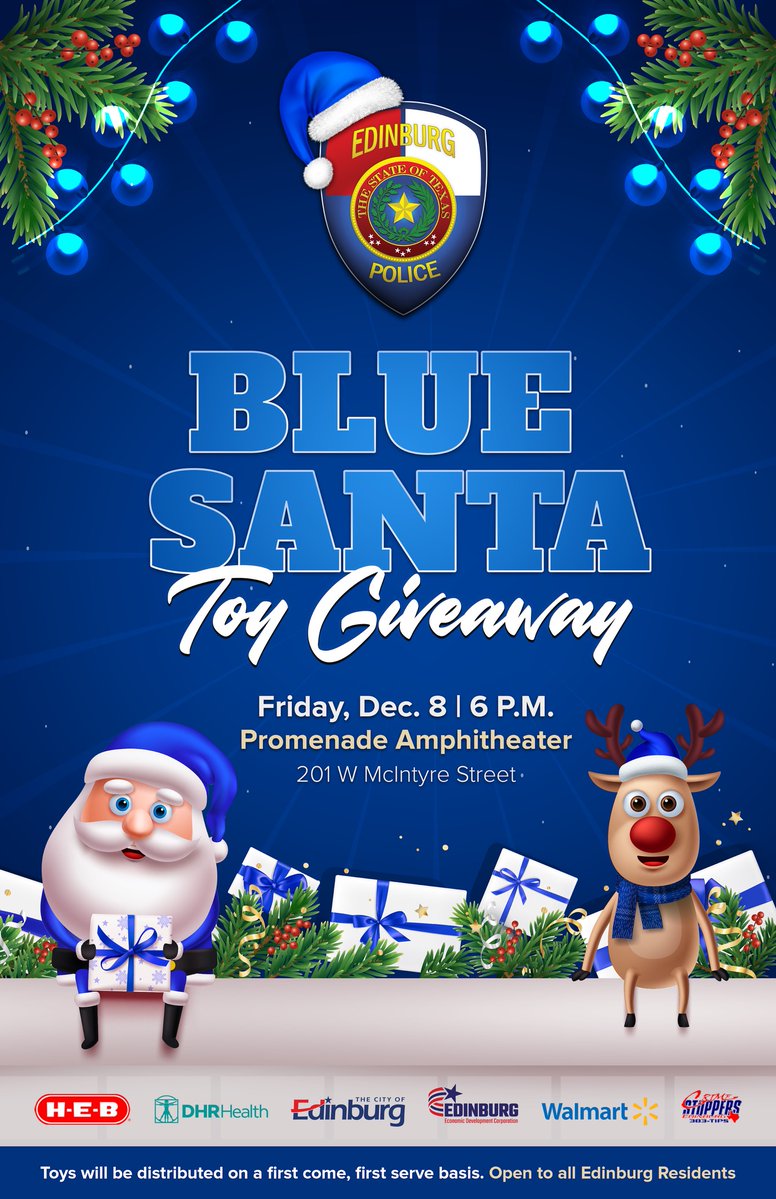 EDINBURG
THE STATE OF TEXAS
POLICE
BLUE
SANTA
Toy Giveaway
Friday, Dec. 8 | 6 P.M.
Promenade Amphitheater
201 W McIntyre Street
H-E-B
DHRHealth
THE CITY OF
Edinburg
EDINBURG
Economic Development Corporation
Walmart
CRIME
STOPPERS
EDINBURG
383-TIPS
Toys will be distributed on a first come, first serve basis. Open to all Edinburg Residents